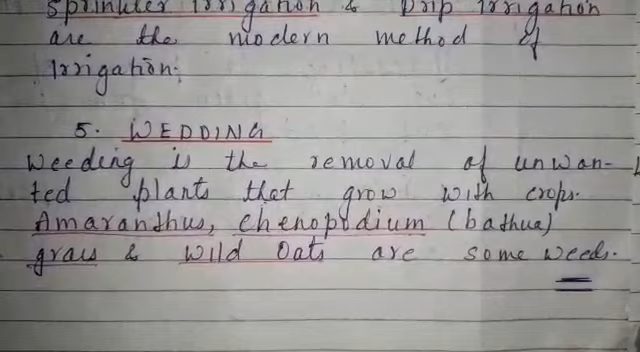 Sprinkler Irrigation & Drip Irrigation
are the modern method of
Irrigation.
5. WEDDING
Weeding is the removal of unwan-
ted plants that grow with crops.
Amaranthus, chenopodium (bathua)
grass & wild Oats are some weeds.